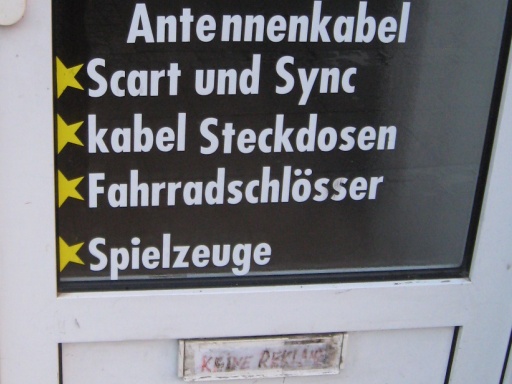 Antennenkabel
Scart und Sync
kabel Steckdosen
Fahrradschlösser
Spielzeuge
KEINE REKLAME